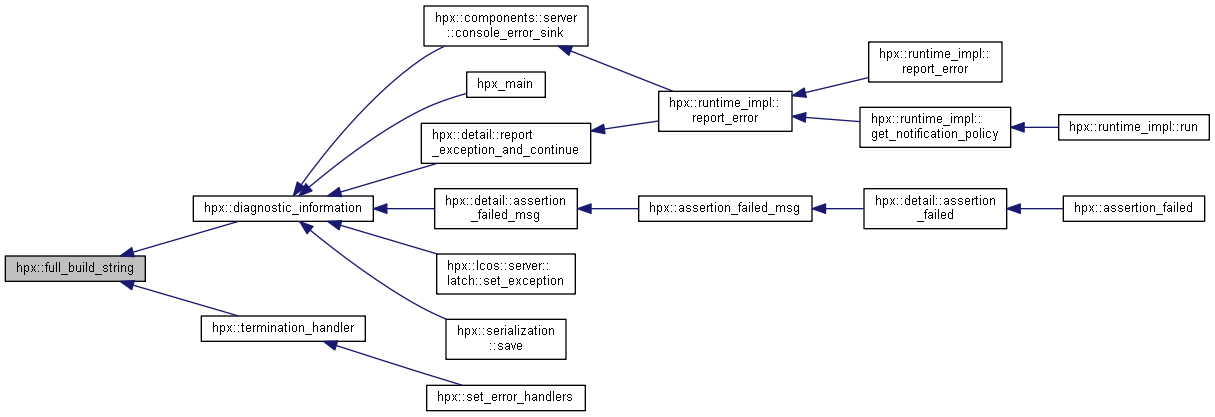 hpx::components::server
::console_error_sink
hpx::runtime_impl::
report_error
hpx_main
hpx::runtime_impl::
report_error
hpx::runtime_impl::
get_notification_policy
hpx::runtime_impl::run
hpx::detail::report
_exception_and_continue
hpx::diagnostic_information
hpx::detail::assertion
_failed_msg
hpx::assertion_failed_msg
hpx::detail::assertion
_failed
hpx::assertion_failed
hpx::full_build_string
hpx::lcos::server::
latch::set_exception
hpx::termination_handler
hpx::serialization
::save
hpx::set_error_handlers